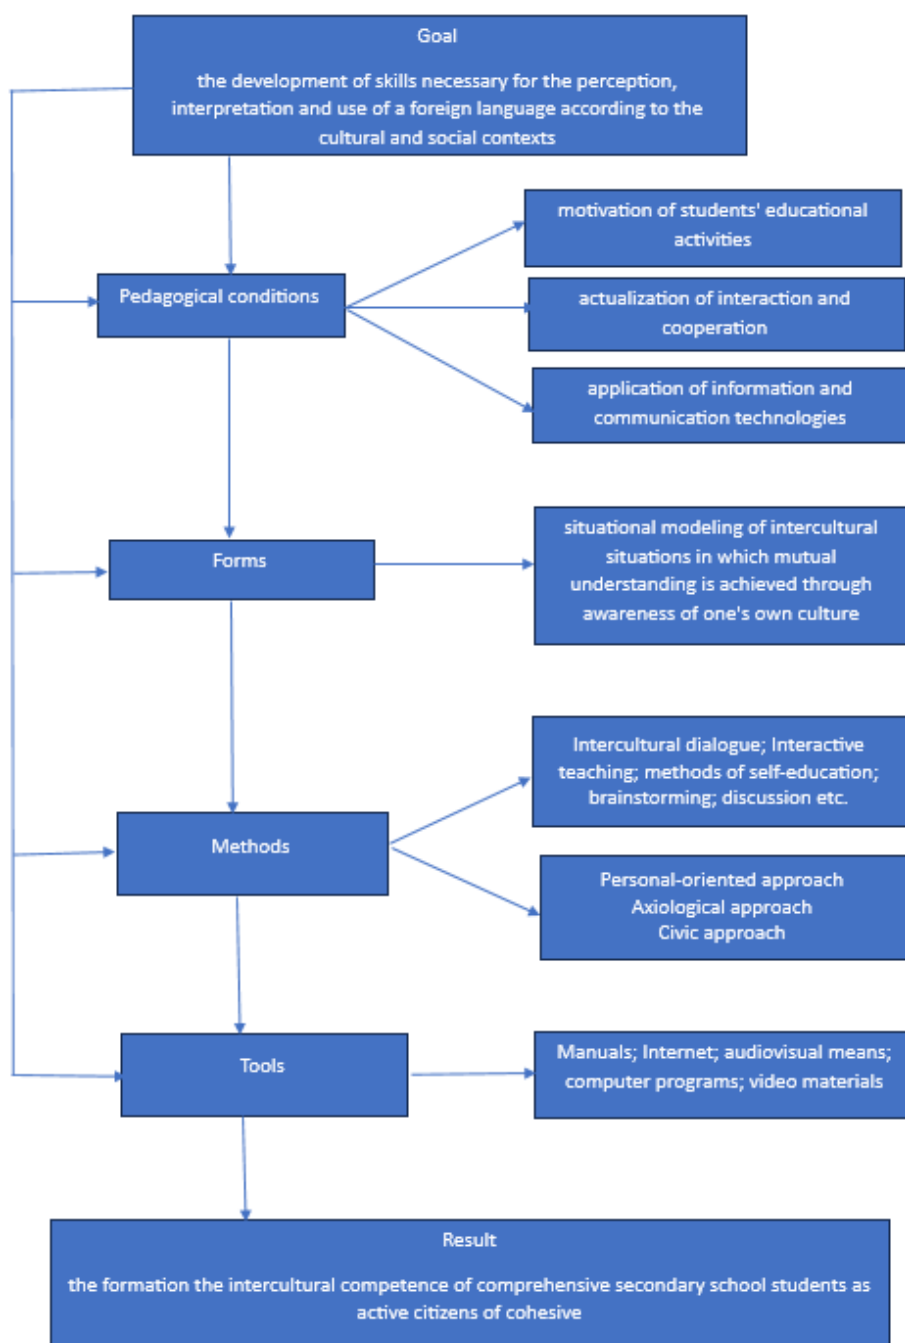 Goal
the development of skills necessary for the perception,
interpretation and use of a foreign language according to the
cultural and social contexts
motivation of students' educational
activities
Pedagogical conditions
actualization of interaction and
cooperation
application of information and
communication technologies
Forms
situational modeling of intercultural
situations in which mutual
understanding is achieved through
awareness of one's own culture
Intercultural dialogue; Interactive
teaching; methods of self-education;
brainstorming; discussion etc.
Methods
Personal-oriented approach
Axiological approach
Civic approach
Tools
Manuals; Internet; audiovisual means;
computer programs; video materials
Result
the formation the intercultural competence of comprehensive secondary school students as
active citizens of cohesive